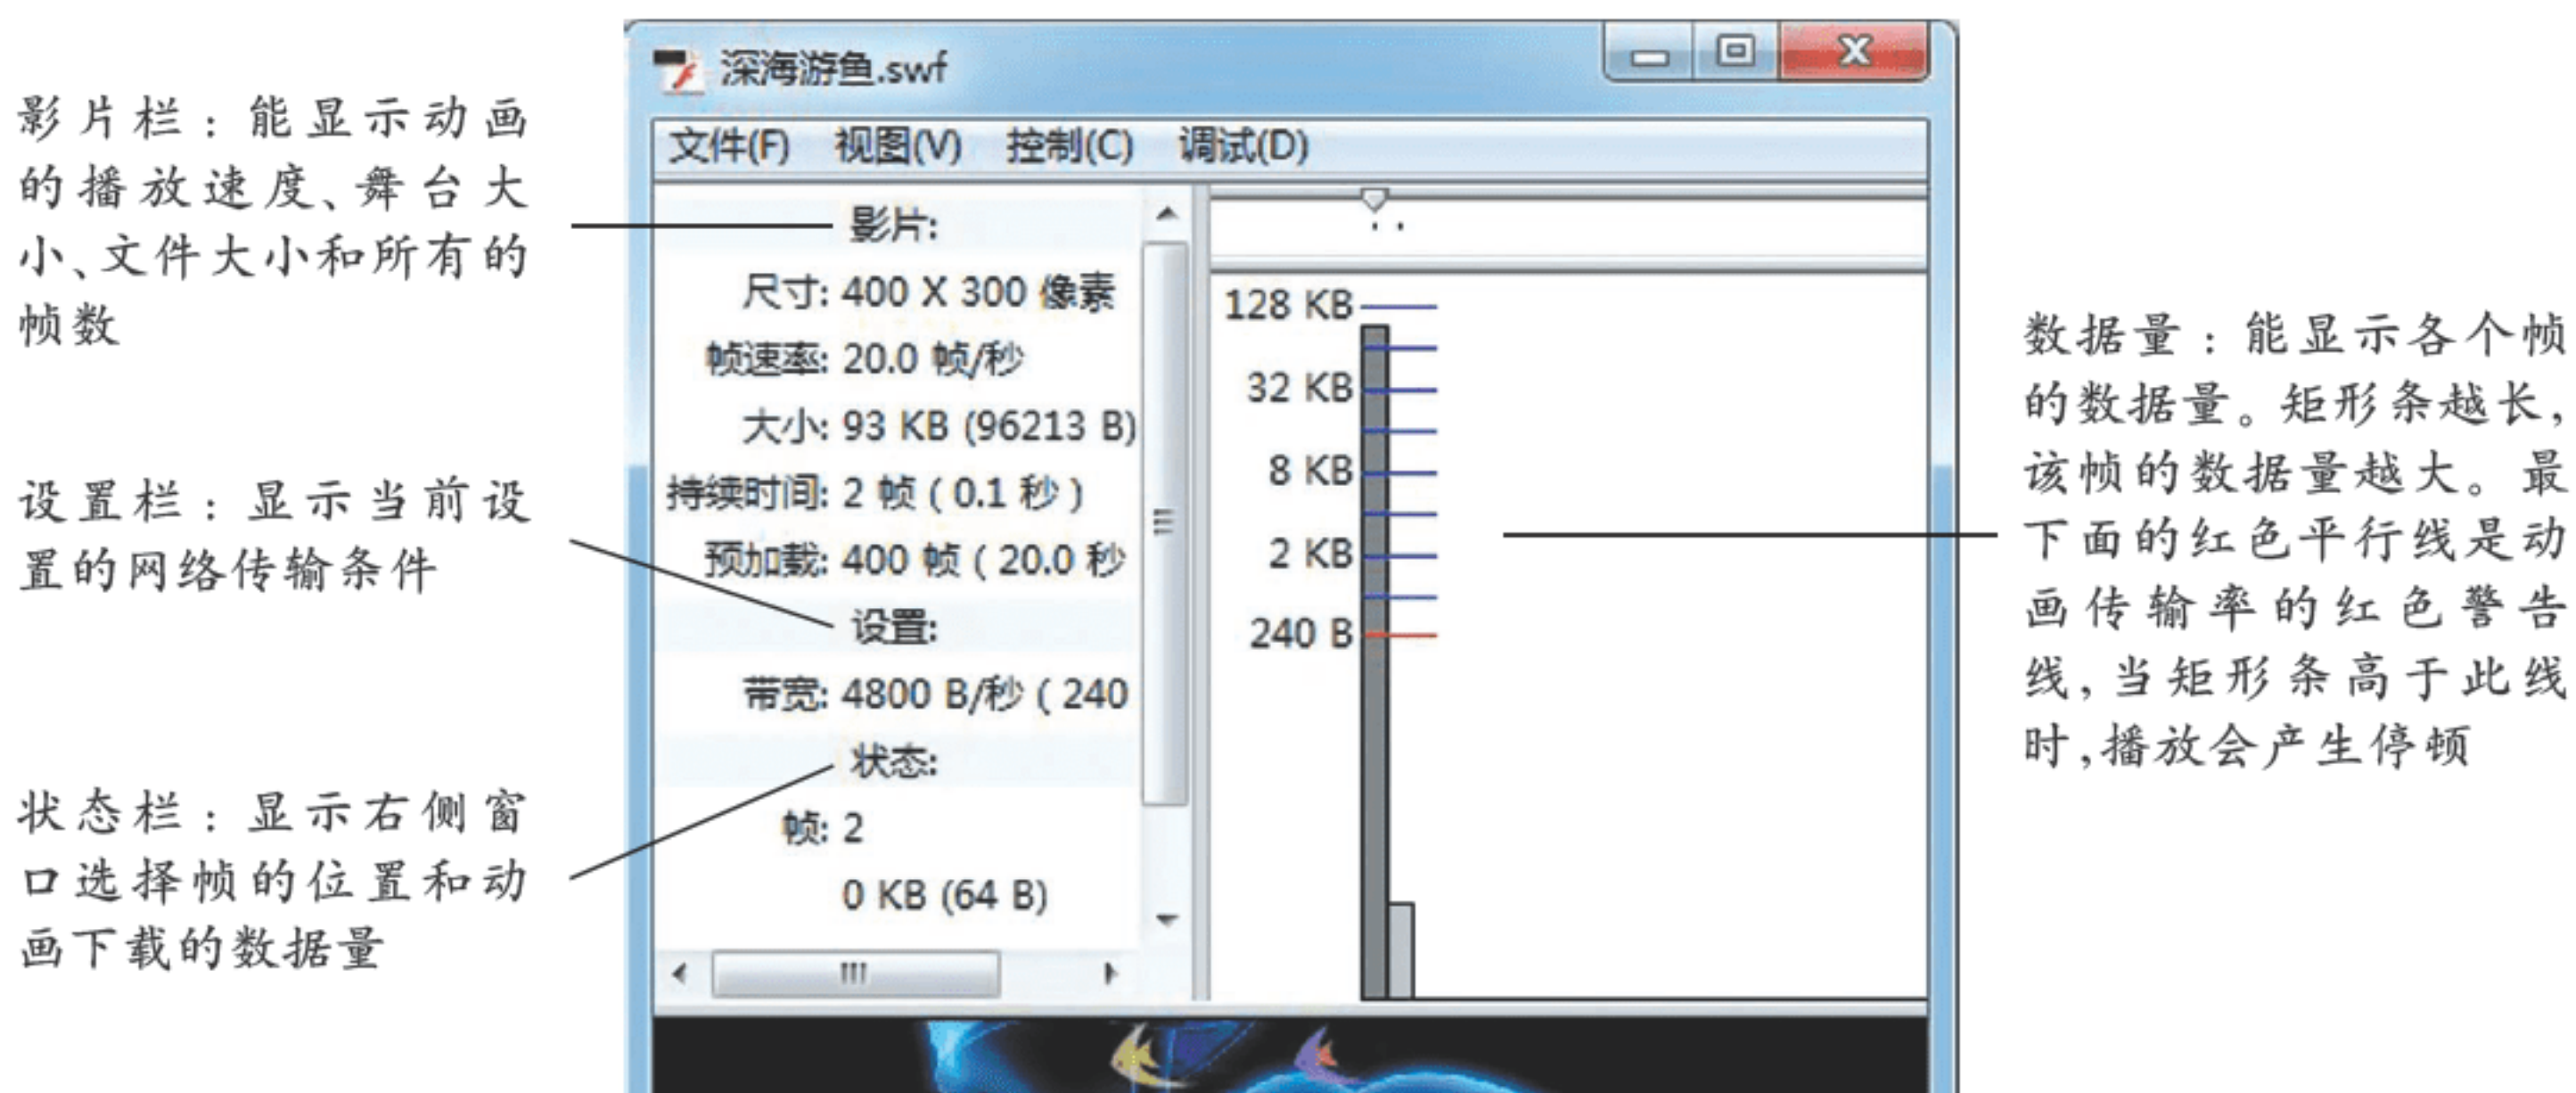 影片栏：能显示动画
的播放速度、舞台大
小、文件大小和所有的
帧数
设置栏：显示当前设
置的网络传输条件
状态栏：显示右侧窗
口选择帧的位置和动
画下载的数据量
深海游鱼.swf
文件(F) 视图(V) 控制(C) 调试(D)
影片:
尺寸: 400 X 300 像素
帧速率: 20.0 帧/秒
大小: 93 KB (96213 B)
持续时间: 2 帧 ( 0.1 秒 )
预加载: 400 帧 ( 20.0 秒
设置:
带宽: 4800 B/秒 ( 240
状态:
帧: 2
0 KB (64 B)
128 KB
32 KB
8 KB
2 KB
240 B
数据量：能显示各个帧
的数据量。矩形条越长，
该帧的数据量越大。最
下面的红色平行线是动
画传输率的红色警告
线，当矩形条高于此线
时，播放会产生停顿